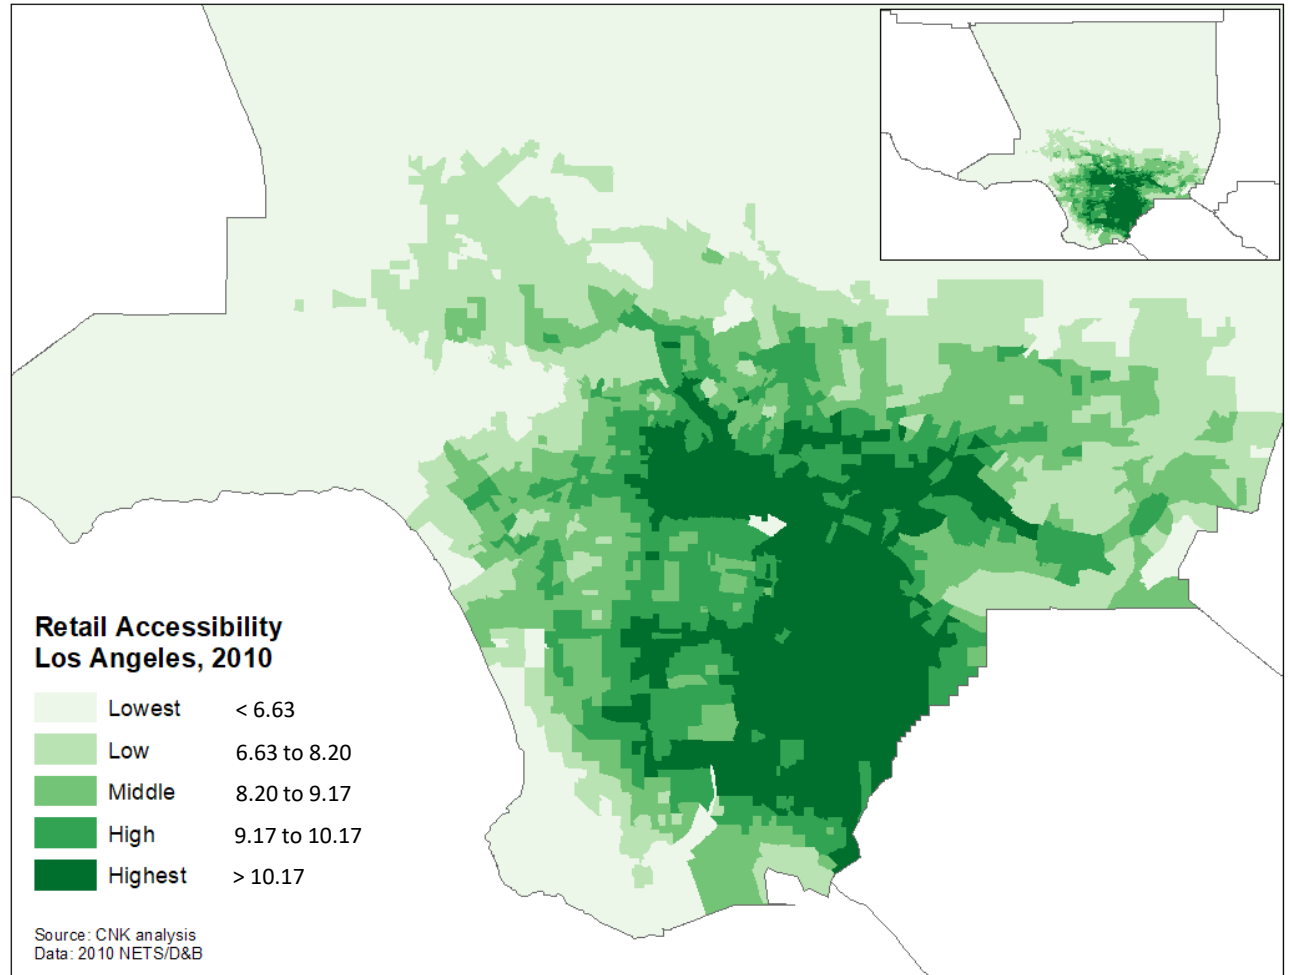 Retail Accessibility
Los Angeles, 2010
Lowest < 6.63
Low 6.63 to 8.20
Middle 8.20 to 9.17
High 9.17 to 10.17
Highest > 10.17
Source: CNK analysis
Data: 2010 NETS/D&B